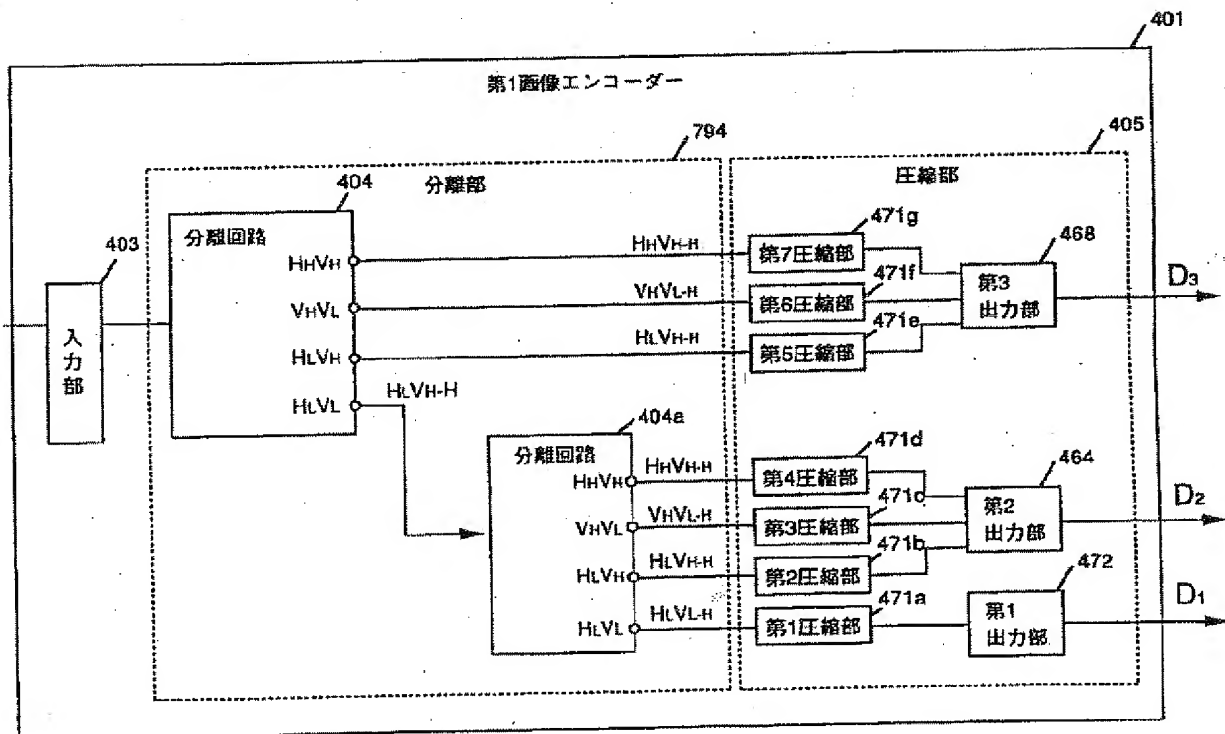 401
第1画像エンコーダー
794
405
分離部
圧縮部
403
入力部
404
分離回路
HHVH
VHVL
HLVH
HLVL
HHVH-H
VHVL-H
HLVH-H
HLVH-H
404a
分離回路
HHVH
VHVL
HLVH
HLVL
HHVH-H
VHVL-H
HLVH-H
HLVL-H
471g
第7圧縮部
471f
第6圧縮部
471e
第5圧縮部
468
第3
出力部
D3
471d
第4圧縮部
471c
第3圧縮部
471b
第2圧縮部
471a
第1圧縮部
464
第2
出力部
D2
472
第1
出力部
D1